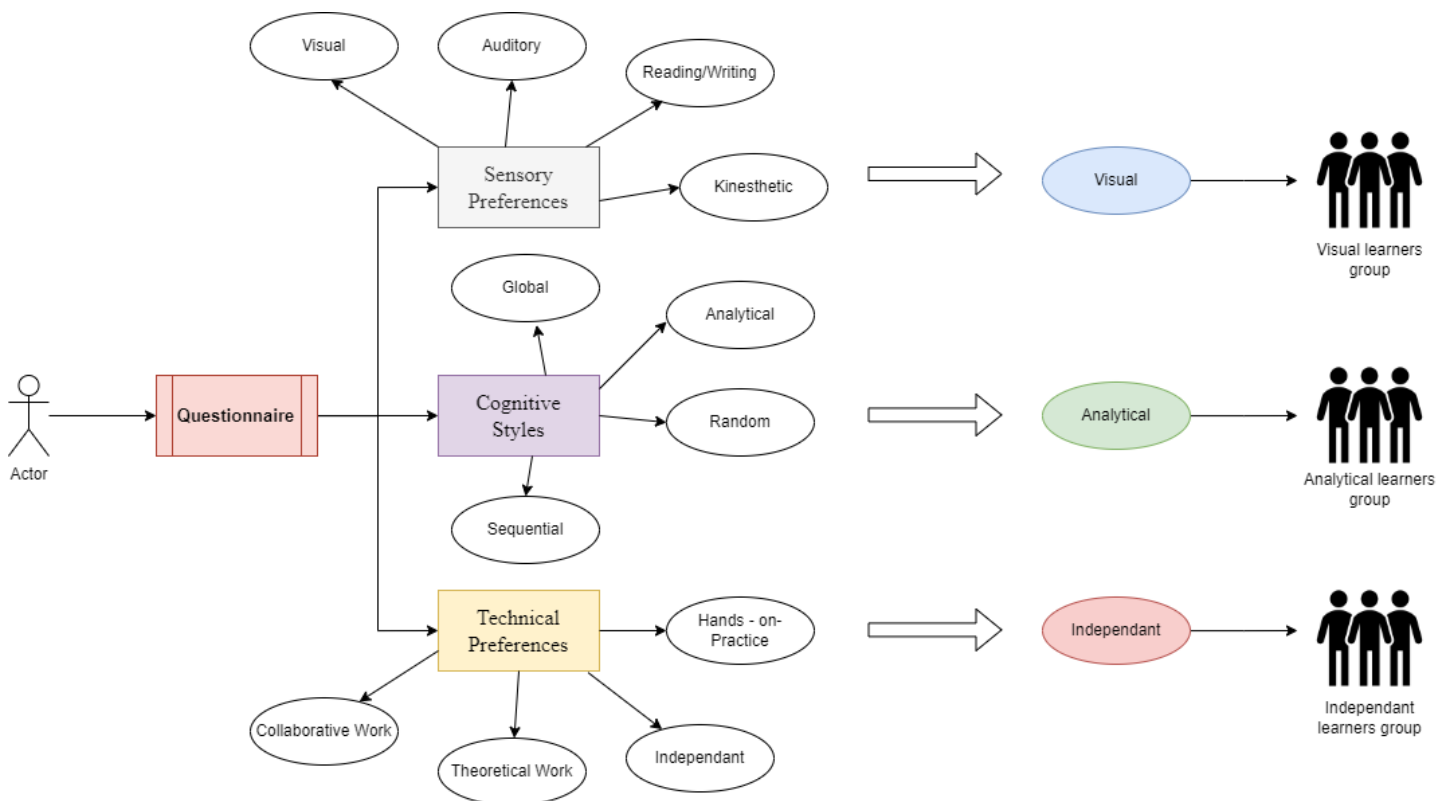 Visual
Auditory
Reading/Writing
Sensory
Preferences
Kinesthetic
Visual
Visual learners
group
Global
Analytical
Actor
Questionnaire
Cognitive
Styles
Random
Analytical
Analytical learners
group
Sequential
Technical
Preferences
Hands - on-
Practice
Independant
Independant
learners group
Collaborative Work
Theoretical Work
Independant